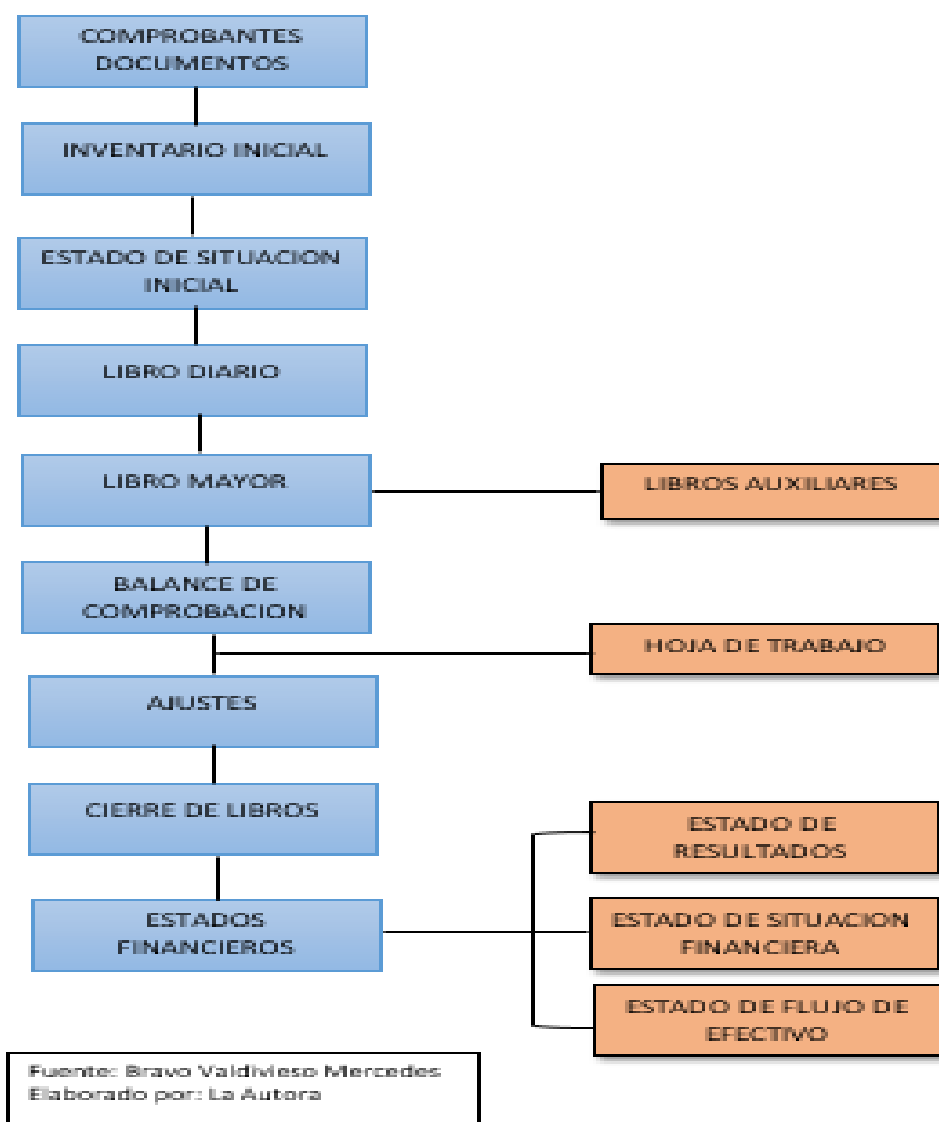 COMPROBANTES
DOCUMENTOS
INVENTARIO INICIAL
ESTADO DE SITUACION
INICIAL
LIBRO DIARIO
LIBRO MAYOR
LIBROS AUXILIARES
BALANCE DE
COMPROBACION
HOJA DE TRABAJO
AJUSTES
CIERRE DE LIBROS
ESTADO DE
RESULTADOS
ESTADOS
FINANCIEROS
ESTADO DE SITUACION
FINANCIERA
ESTADO DE FLUJO DE
EFECTIVO
Fuente: Bravo Valdivieso Mercedes
Elaborado por: La Autora